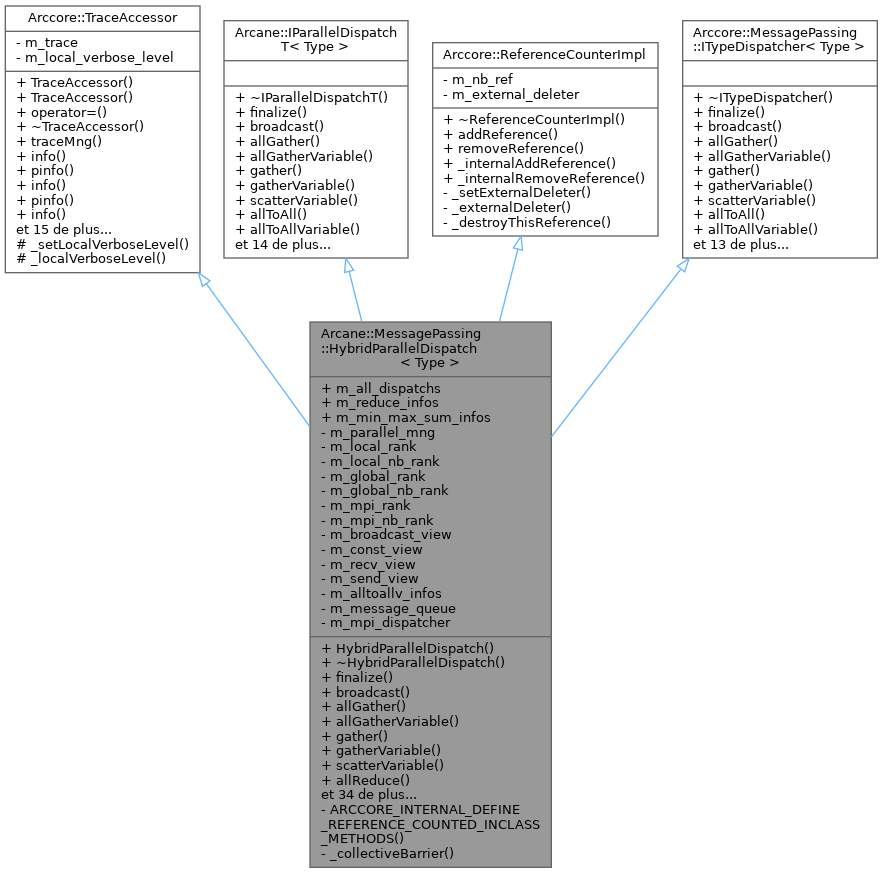 Arccore::TraceAccessor
- m_trace
- m_local_verbose_level
+ TraceAccessor()
+ TraceAccessor()
+ operator=()
+ ~TraceAccessor()
+ traceMng()
+ info()
+ pinfo()
+ info()
+ pinfo()
+ info()
et 15 de plus...
# _setLocalVerboseLevel()
# _localVerboseLevel()
Arcane::IParallelDispatch
T< Type >
+ ~IParallelDispatchT()
+ finalize()
+ broadcast()
+ allGather()
+ allGatherVariable()
+ gather()
+ gatherVariable()
+ scatterVariable()
+ allToAll()
+ allToAllVariable()
et 14 de plus...
Arccore::ReferenceCounterImpl
- m_nb_ref
- m_external_deleter
+ ~ReferenceCounterImpl()
+ addReference()
+ removeReference()
+ _internalAddReference()
+ _internalRemoveReference()
- _setExternalDeleter()
- _externalDeleter()
- _destroyThisReference()
Arccore::MessagePassing
::ITypeDispatcher< Type >
+ ~ITypeDispatcher()
+ finalize()
+ broadcast()
+ allGather()
+ allGatherVariable()
+ gather()
+ gatherVariable()
+ scatterVariable()
+ allToAll()
+ allToAllVariable()
et 13 de plus...
Arcane::MessagePassing
::HybridParallelDispatch
< Type >
+ m_all_dispatchs
+ m_reduce_infos
+ m_min_max_sum_infos
- m_parallel_mng
- m_local_rank
- m_local_nb_rank
- m_global_rank
- m_global_nb_rank
- m_mpi_rank
- m_mpi_nb_rank
- m_broadcast_view
- m_const_view
- m_recv_view
- m_send_view
- m_alltoallv_infos
- m_message_queue
- m_mpi_dispatcher
+ HybridParallelDispatch()
+ ~HybridParallelDispatch()
+ finalize()
+ broadcast()
+ allGather()
+ allGatherVariable()
+ gather()
+ gatherVariable()
+ scatterVariable()
+ allReduce()
et 34 de plus...
- ARCCORE_INTERNAL_DEFINE
_REFERENCE_COUNTED_INCLASS
_METHODS()
- _collectiveBarrier()